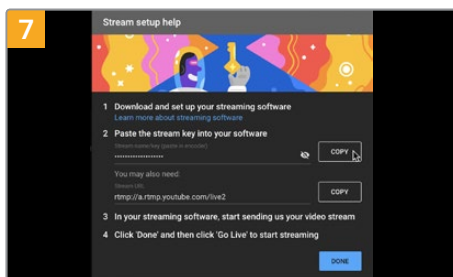 7
Stream setup help
1 Download and set up your streaming software
Learn more about streaming software
2 Paste the stream key into your software
Stream name/key (paste in encoder)
••••••••••••••••••••
COPY
You may also need:
Stream URL
rtmp://a.rtmp.youtube.com/live2
COPY
3 In your streaming software, start sending us your video stream
4 Click 'Done' and then click 'Go Live' to start streaming
DONE